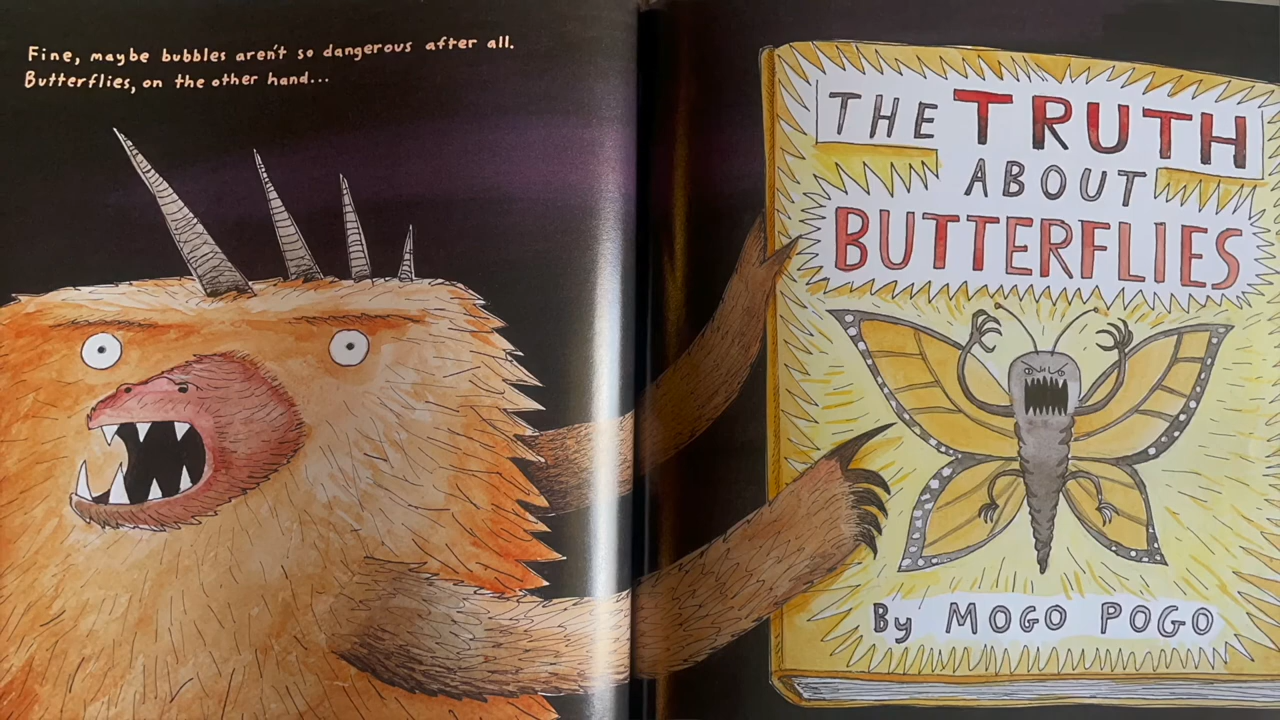 Fine, maybe bubbles aren't so dangerous after all.
Butterflies, on the other hand...
THE TRUTH
ABOUT
BUTTERFLIES
By MOGO POGO